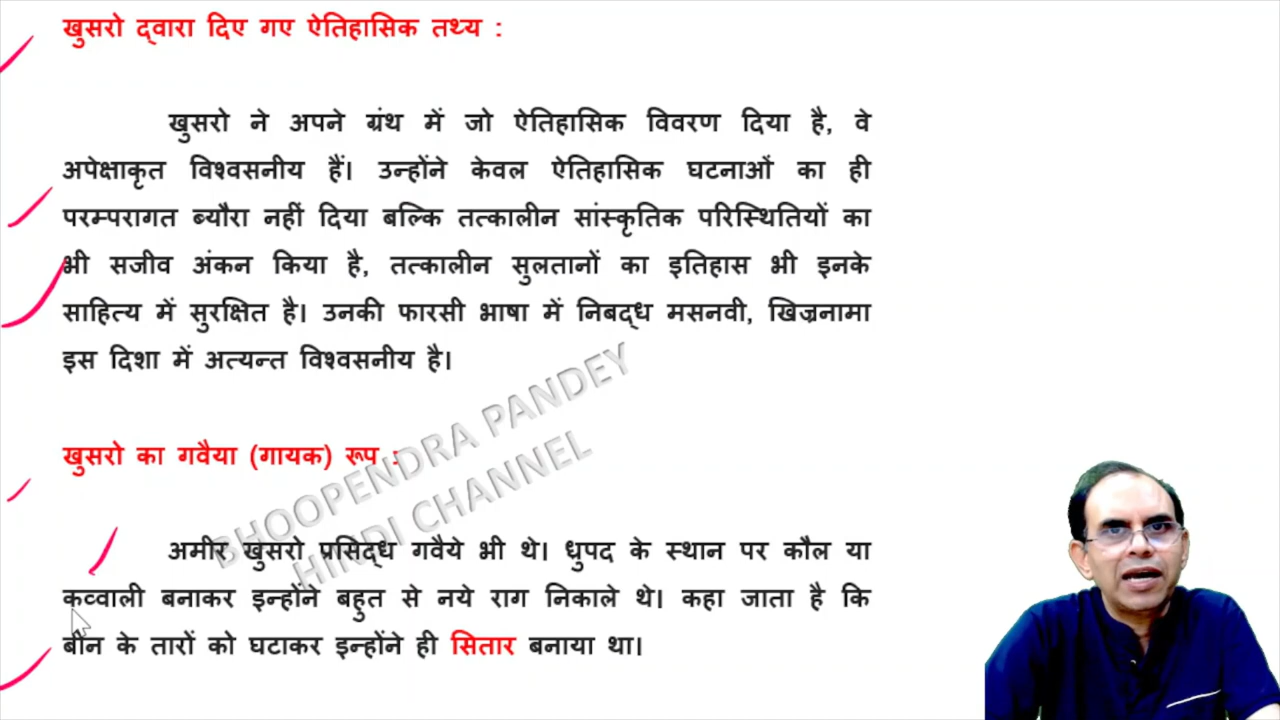 खुसरो द्वारा दिए गए ऐतिहासिक तथ्य :
खुसरो ने अपने ग्रंथ में जो ऐतिहासिक विवरण दिया है, वे
अपेक्षाकृत विश्वसनीय हैं। उन्होंने केवल ऐतिहासिक घटनाओं का ही
परम्परागत ब्यौरा नहीं दिया बल्कि तत्कालीन सांस्कृतिक परिस्थितियों का
भी सजीव अंकन किया है, तत्कालीन सुलतानों का इतिहास भी इनके
साहित्य में सुरक्षित है। उनकी फारसी भाषा में निबद्ध मसनवी, खिज्रनामा
इस दिशा में अत्यन्त विश्वसनीय है।
खुसरो का गवैया (गायक) रूप :
अमीर खुसरो प्रसिद्ध गवैये भी थे। ध्रुपद के स्थान पर कौल या
कव्वाली बनाकर इन्होंने बहुत से नये राग निकाले थे। कहा जाता है कि
बीन के तारों को घटाकर इन्होंने ही सितार बनाया था।
BHOOPENDRA PANDEY
HINDI CHANNEL